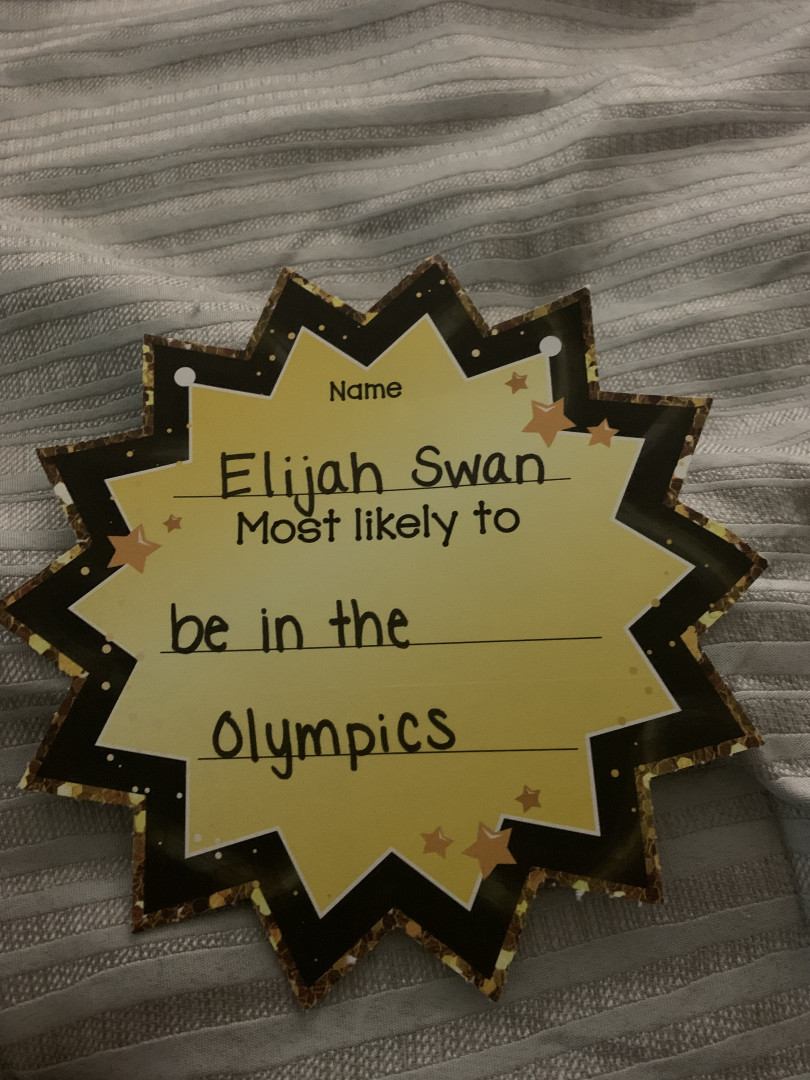 Name
Elijah Swan
Most likely to
be in the
Olympics